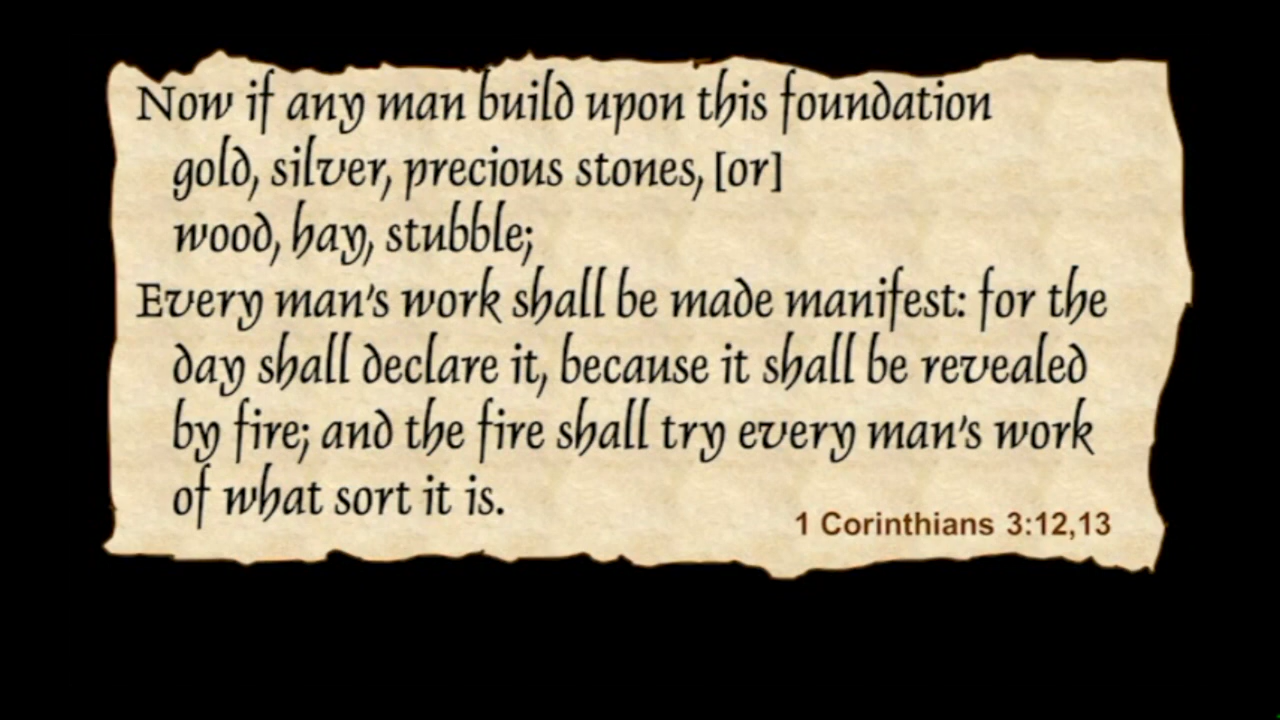 Now if any man build upon this foundation
gold, silver, precious stones, [or]
wood, hay, stubble;
Every man's work shall be made manifest: for the
day shall declare it, because it shall be revealed
by fire; and the fire shall try every man's work
of what sort it is.
1 Corinthians 3:12,13